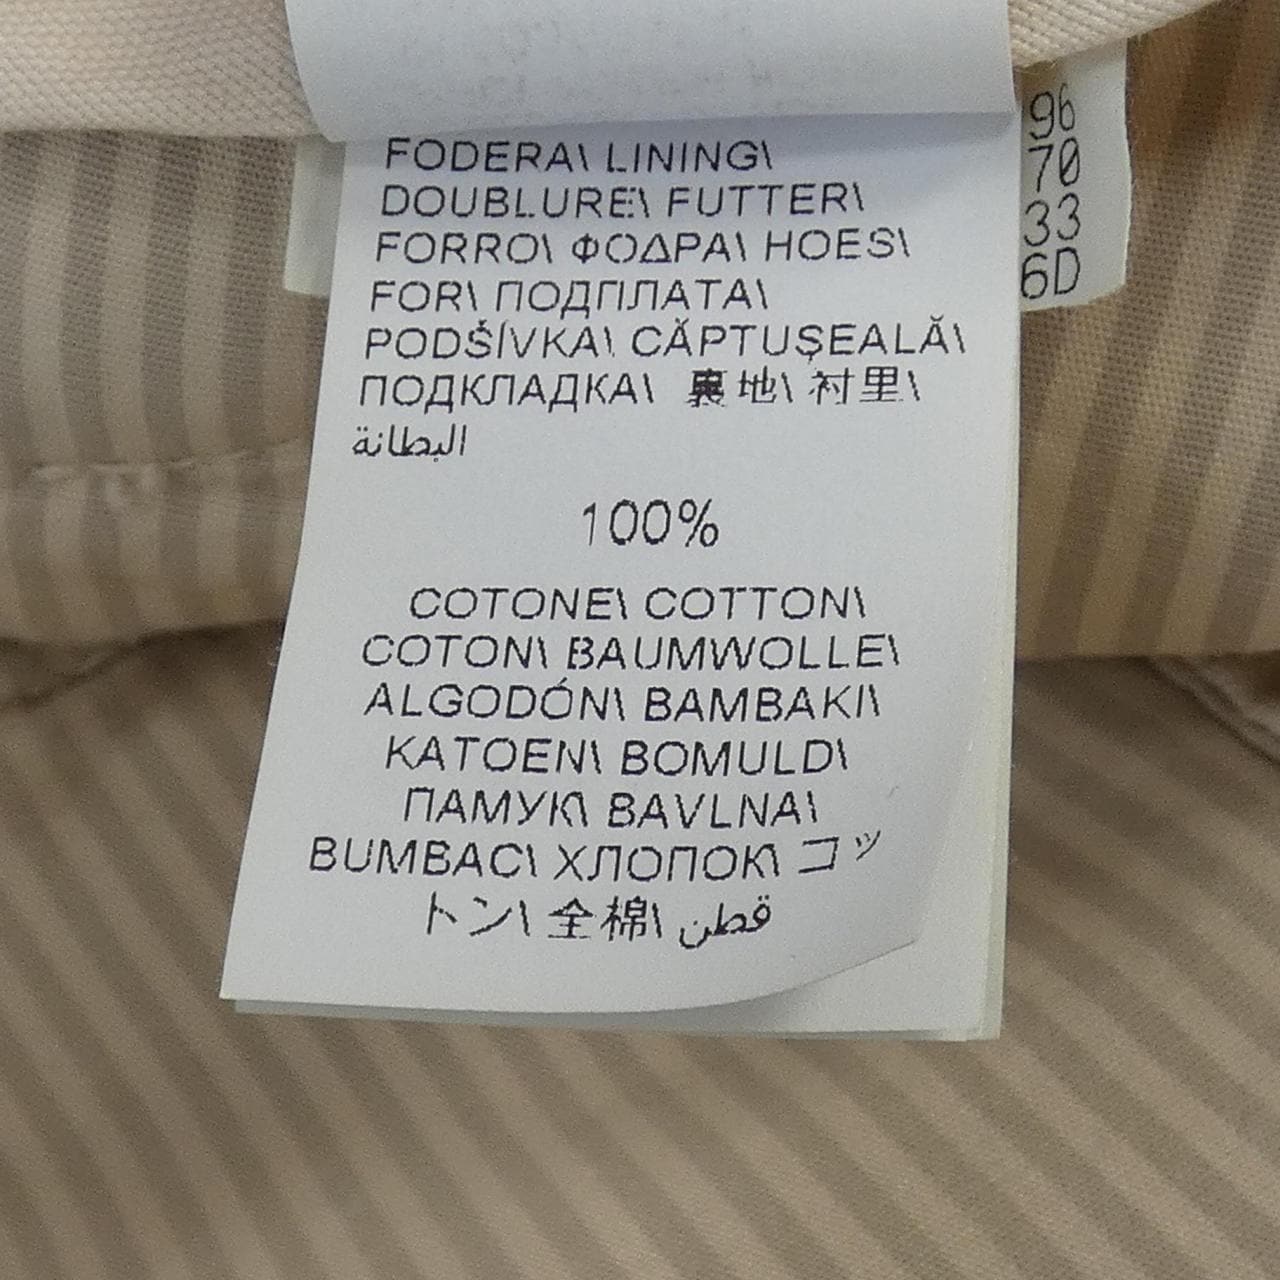 FODERA\ LINING\
DOUBLURE\ FUTTER\
FORRO\ ΦΟΔΡΑ\ HOES\
FOR\ ПОДПЛАТА\
PODŠÍVKA\ CĂPTUȘEALĂ\
ПОДКЛАДКА\ 裏地\ 衬里\
البطانة
100%
COTONE\ COTTON\
COTON\ BAUMWOLLE\
ALGODÓN\ BAMBAKI\
KATOEN\ BOMULD\
ПАМУК\ BAVLNA\
BUMBAC\ ХЛОПОК\ コッ
トン\ 全棉\ قطن
96
70
33
6D